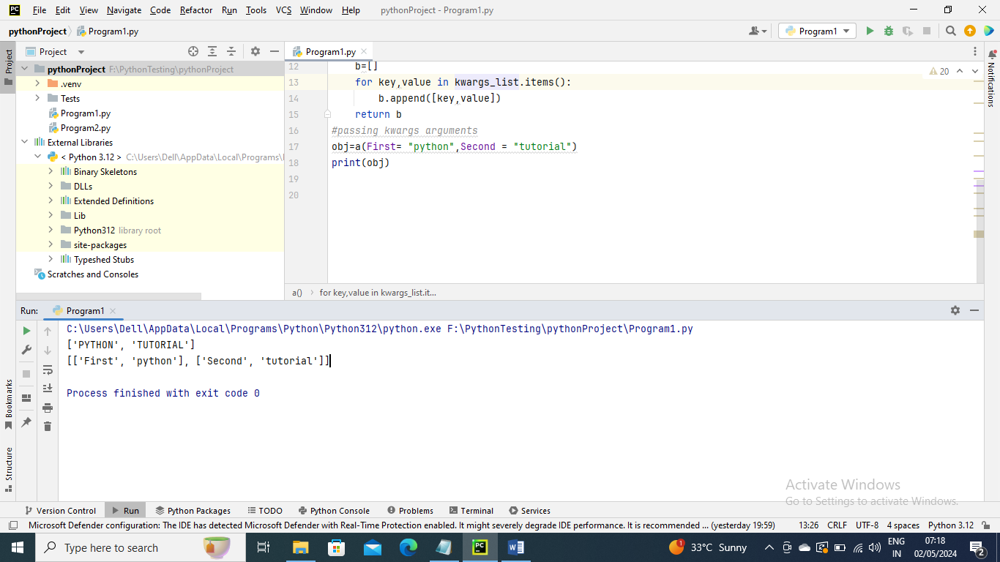 PC File Edit View Navigate Code Refactor Run Tools VCS Window Help pythonProject - Program1.py
pythonProject Program1.py Program1
Project
Project
pythonProject F:\PythonTesting\pythonProject
.venv
Tests
Program1.py
Program2.py
External Libraries
< Python 3.12 > C:\Users\Dell\AppData\Local\Programs\
Binary Skeletons
DLLs
Extended Definitions
Lib
Python312 library root
site-packages
Typeshed Stubs
Scratches and Consoles
Program1.py
12 b=[]
13 for key,value in kwargs_list.items():
14 b.append([key,value])
15 return b
16 #passing kwargs arguments
17 obj=a(First= "python",Second = "tutorial")
18 print(obj)
19
20
20
Notifications
a() for key,value in kwargs_list.it...
Run: Program1
C:\Users\Dell\AppData\Local\Programs\Python\Python312\python.exe F:\PythonTesting\pythonProject\Program1.py
['PYTHON', 'TUTORIAL']
[['First', 'python'], ['Second', 'tutorial']]
Process finished with exit code 0
Bookmarks
Structure
Activate Windows
Go to Settings to activate Windows.
Version Control Run Python Packages TODO Python Console Problems Terminal Services
Microsoft Defender configuration: The IDE has detected Microsoft Defender with Real-Time Protection enabled. It might severely degrade IDE performance. It is recommended ... (yesterday 19:59) 13:26 CRLF UTF-8 4 spaces Python 3.12
Type here to search PC W 1 33°C Sunny ENG 07:18
IN 02/05/2024 2